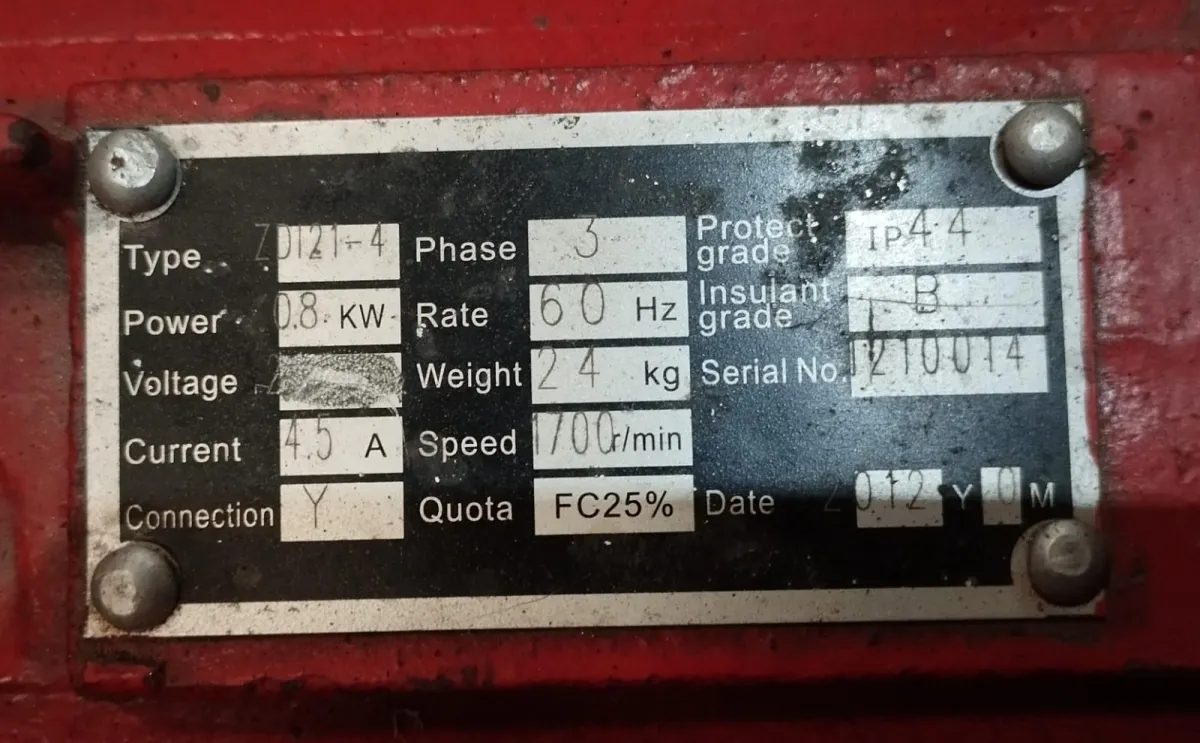 Type ZD121-4 Phase 3 Protect grade IP44
Power 0.8 KW Rate 60 Hz Insulant grade B
Voltage Weight 24 kg Serial No. 1210014
Current 4.5 A Speed 1700 r/min
Connection Y Quota FC25% Date 2012 Y 0 M